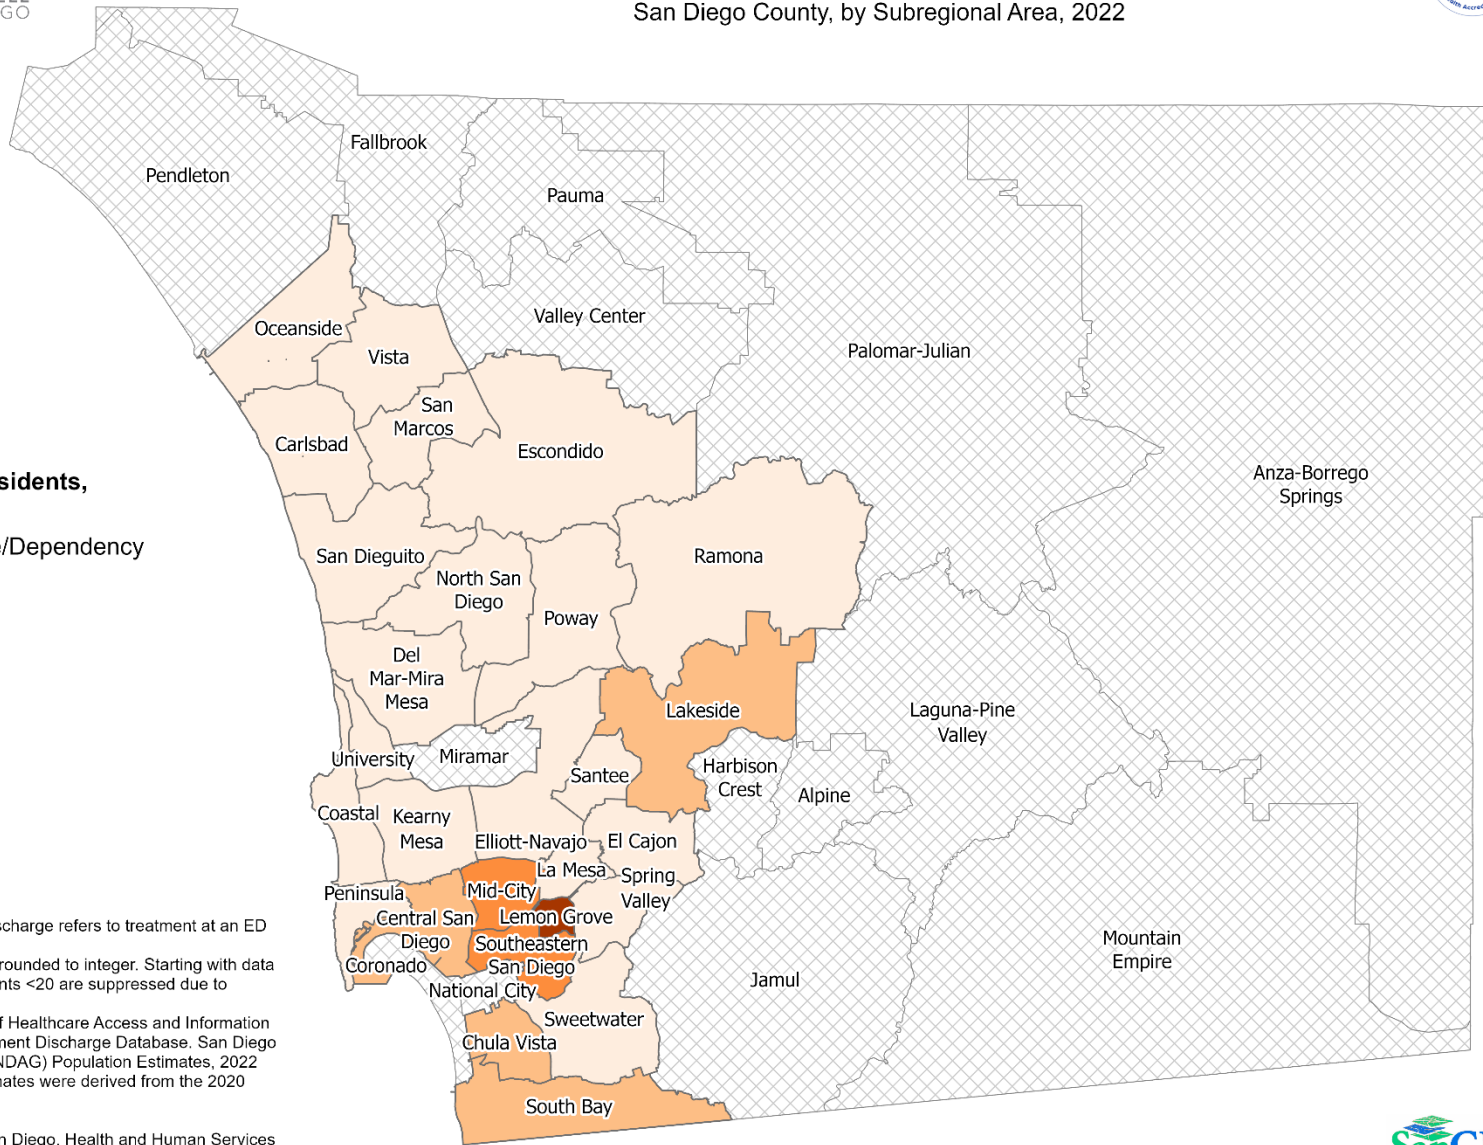 GO
San Diego County, by Subregional Area, 2022
Fallbrook
Pendleton
Pauma
Valley Center
Oceanside
Vista
Palomar-Julian
San
Marcos
Carlsbad
Escondido
Anza-Borrego
Springs
sidents,
e/Dependency
San Dieguito
Ramona
North San
Diego
Poway
Del
Mar-Mira
Mesa
Lakeside
Laguna-Pine
Valley
University
Miramar
Santee
Harbison
Crest
Alpine
Coastal
Kearny
Mesa
Elliott-Navajo
El Cajon
La Mesa
Spring
Valley
Peninsula
Mid-City
Central San
Diego
Lemon Grove
Southeastern
San Diego
Coronado
National City
Mountain
Empire
Jamul
Sweetwater
Chula Vista
South Bay
scharge refers to treatment at an ED
rounded to integer. Starting with data
nts <20 are suppressed due to
f Healthcare Access and Information
ment Discharge Database. San Diego
NDAG) Population Estimates, 2022
mates were derived from the 2020
n Diego, Health and Human Services